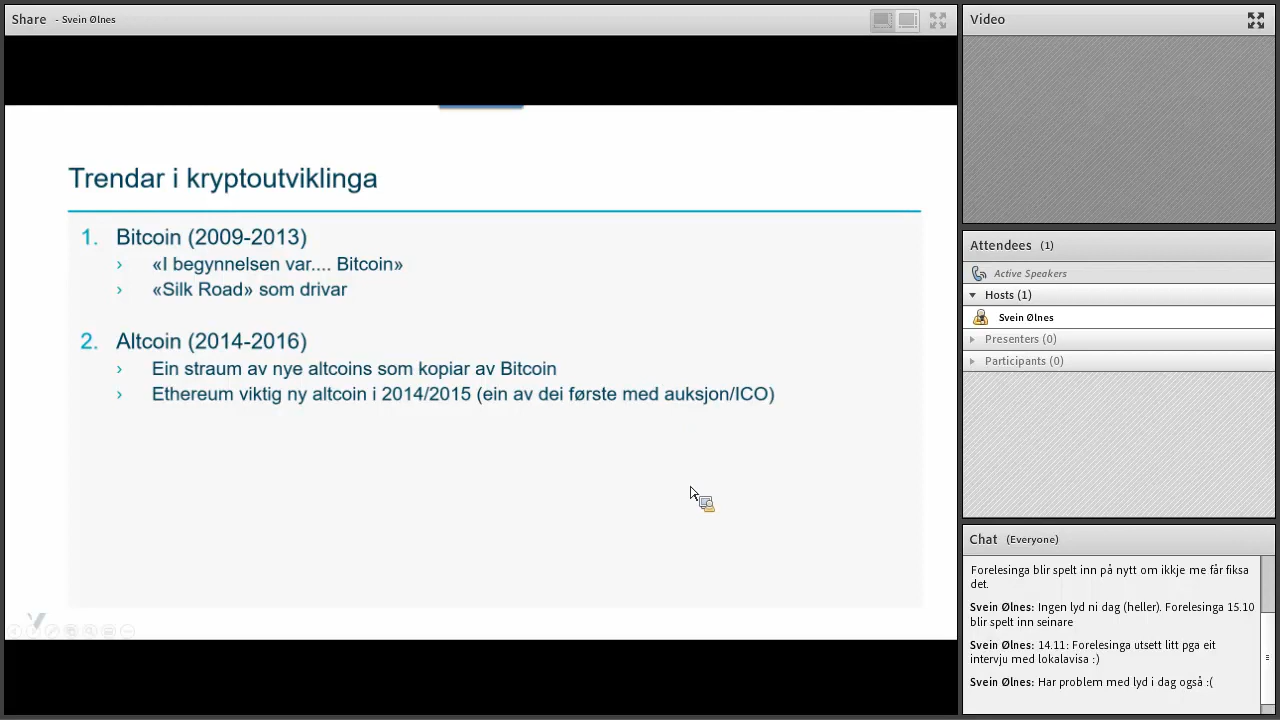 Share - Svein Ølnes
Trendar i kryptoutviklinga
1. Bitcoin (2009-2013)
› «I begynnelsen var.... Bitcoin»
› «Silk Road» som drivar
2. Altcoin (2014-2016)
› Ein straum av nye altcoins som kopiar av Bitcoin
› Ethereum viktig ny altcoin i 2014/2015 (ein av dei første med auksjon/ICO)
Video
Attendees (1)
Active Speakers
Hosts (1)
Svein Ølnes
Presenters (0)
Participants (0)
Chat (Everyone)
Forelesinga blir spelt inn på nytt om ikkje me får fiksa
det.
Svein Ølnes: Ingen lyd ni dag (heller). Forelesinga 15.10
blir spelt inn seinare
Svein Ølnes: 14.11: Forelesinga utsett litt pga eit
intervju med lokalavisa :)
Svein Ølnes: Har problem med lyd i dag også :(